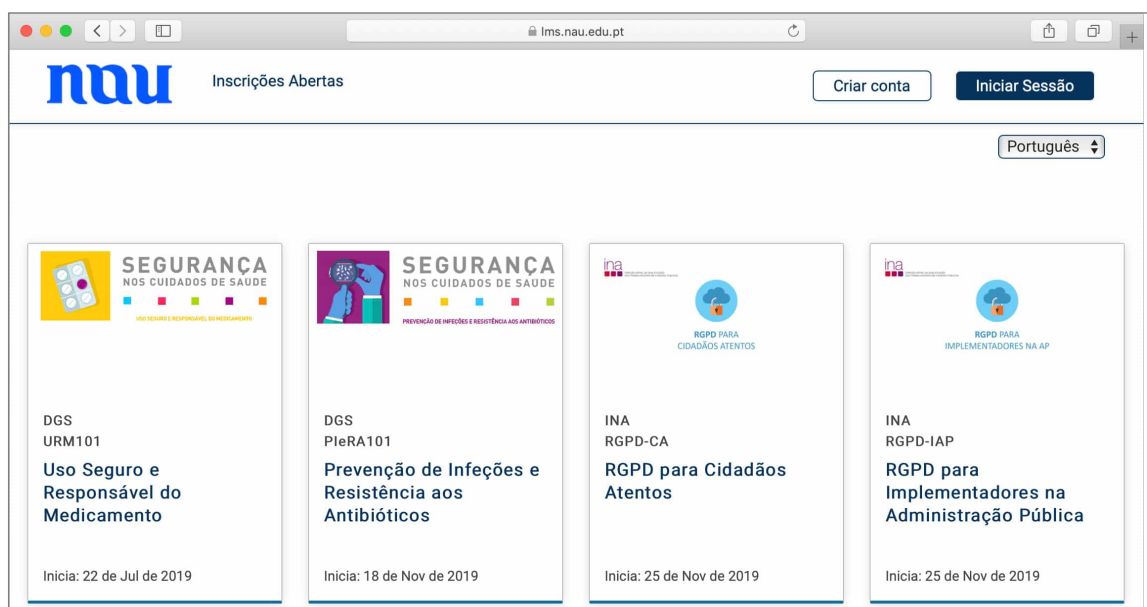 lms.nau.edu.pt
nau
Inscrições Abertas
Criar conta
Iniciar Sessão
Português
SEGURANÇA
NOS CUIDADOS DE SAÚDE
USO SEGURO E RESPONSÁVEL DO MEDICAMENTO
DGS
URM101
Uso Seguro e
Responsável do
Medicamento
Inicia: 22 de Jul de 2019
SEGURANÇA
NOS CUIDADOS DE SAÚDE
PREVENÇÃO DE INFEÇÕES E RESISTÊNCIA AOS ANTIBIÓTICOS
DGS
PIeRA101
Prevenção de Infeções e
Resistência aos
Antibióticos
Inicia: 18 de Nov de 2019
ina
RGPD PARA
CIDADÃOS ATENTOS
INA
RGPD-CA
RGPD para Cidadãos
Atentos
Inicia: 25 de Nov de 2019
ina
RGPD PARA
IMPLEMENTADORES NA AP
INA
RGPD-IAP
RGPD para
Implementadores na
Administração Pública
Inicia: 25 de Nov de 2019